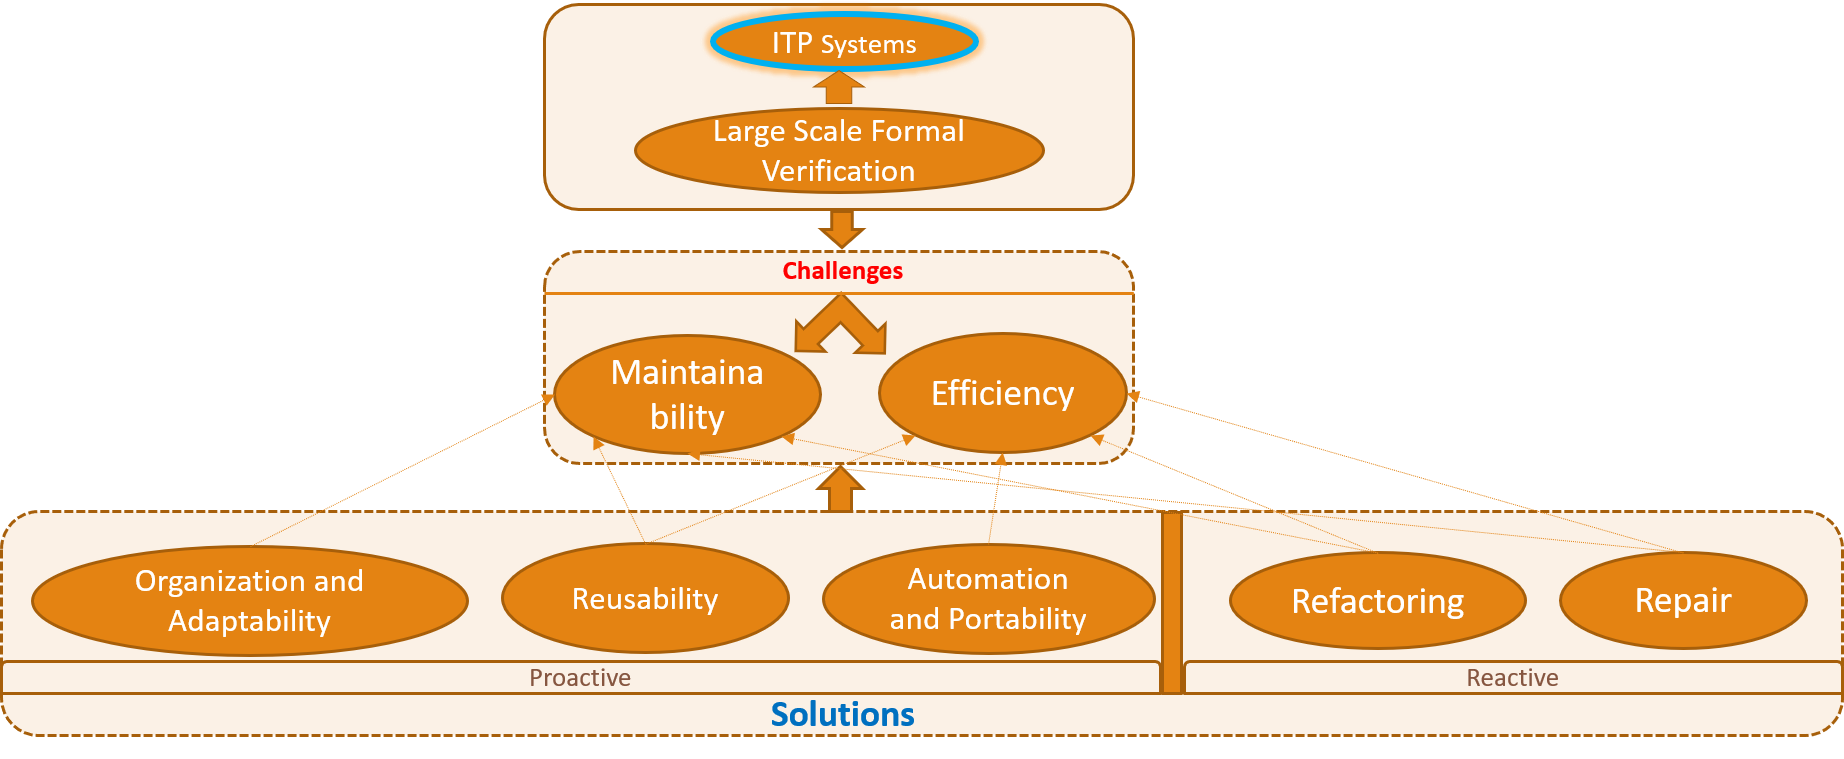 ITP Systems
Large Scale Formal
Verification
Challenges
Maintaina
bility
Efficiency
Organization and
Adaptability
Reusability
Automation
and Portability
Refactoring
Repair
Proactive
Reactive
Solutions